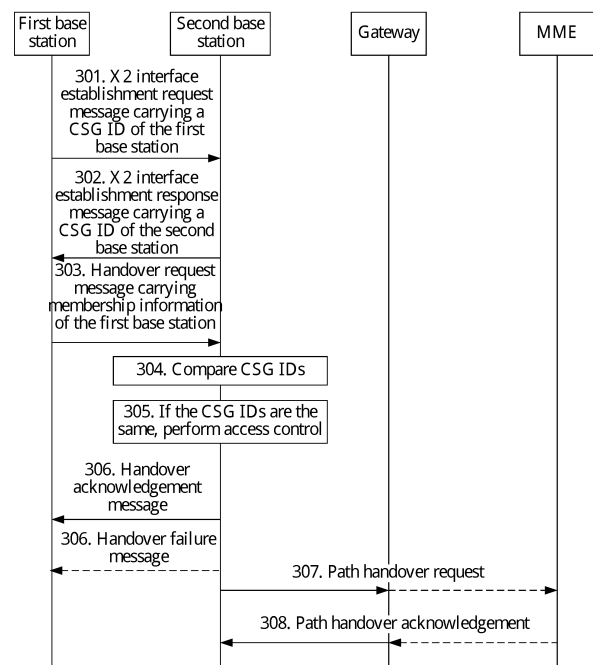 First base
station
Second base
station
Gateway
MME
301. X2 interface
establishment request
message carrying a
CSG ID of the first
base station
302. X2 interface
establishment response
message carrying a
CSG ID of the second
base station
303. Handover request
message carrying
membership information
of the first base station
304. Compare CSG IDs
305. If the CSG IDs are the
same, perform access control
306. Handover
acknowledgement
message
306. Handover failure
message
307. Path handover request
308. Path handover acknowledgement